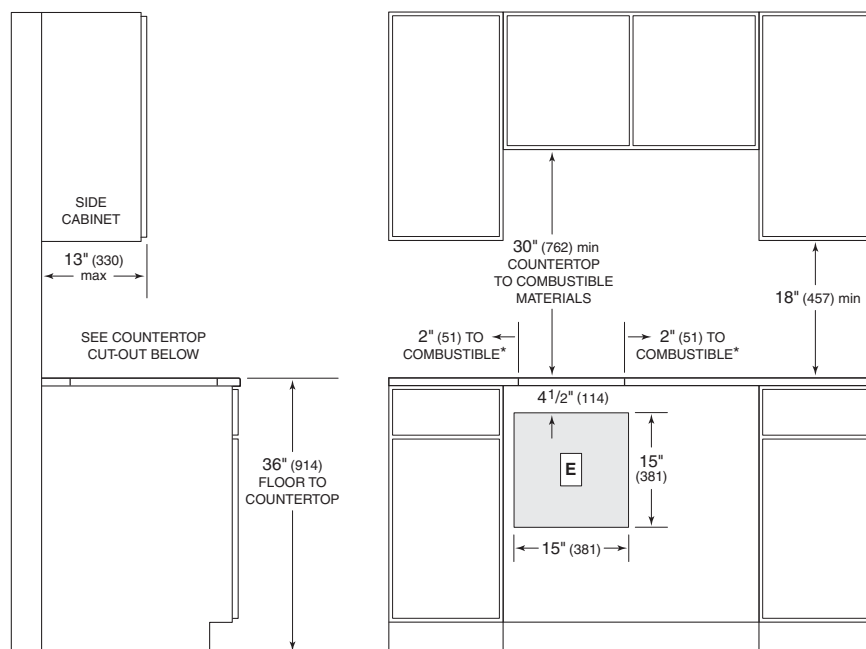 SIDE
CABINET
13" (330)
max
SEE COUNTERTOP
CUT-OUT BELOW
36" (914)
FLOOR TO
COUNTERTOP
30" (762) min
COUNTERTOP
TO COMBUSTIBLE
MATERIALS
18" (457) min
2" (51) TO
COMBUSTIBLE*
2" (51) TO
COMBUSTIBLE*
4 1/2" (114)
E
15"
(381)
15" (381)